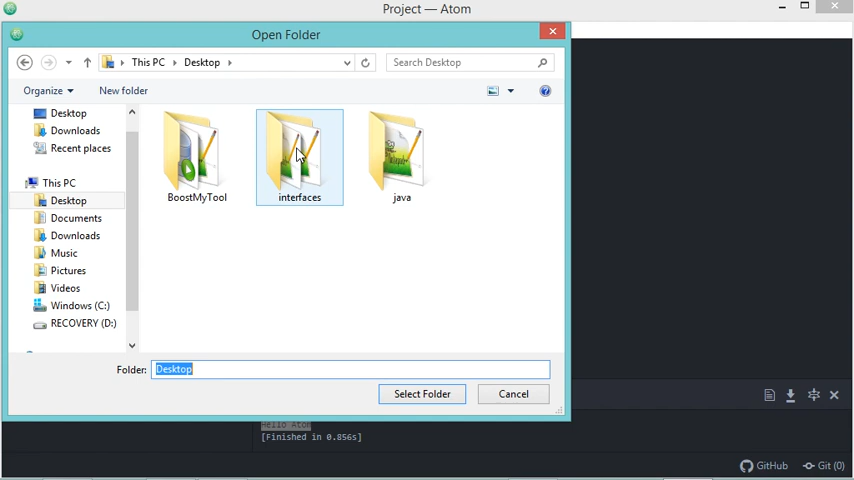 Project — Atom
Open Folder
This PC Desktop
Search Desktop
Organize
New folder
Desktop
Downloads
Recent places
This PC
Desktop
Documents
Downloads
Music
Pictures
Videos
Windows (C:)
RECOVERY (D:)
BoostMyTool
interfaces
java
Folder: Desktop
Select Folder
Cancel
Hello Atom
[Finished in 0.856s]
GitHub
Git (0)